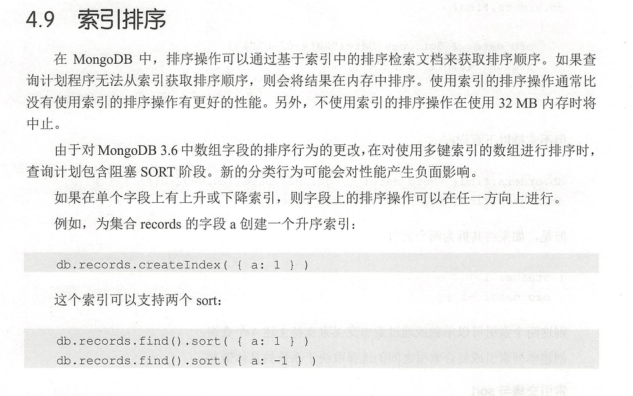 4.9 索引排序
在 MongoDB 中，排序操作可以通过基于索引中的排序检索文档来获取排序顺序。如果查
询计划程序无法从索引获取排序顺序，则会将结果在内存中排序。使用索引的排序操作通常比
没有使用索引的排序操作有更好的性能。另外，不使用索引的排序操作在使用 32 MB 内存时将
中止。
由于对 MongoDB 3.6 中数组字段的排序行为的更改，在对使用多键索引的数组进行排序时，
查询计划包含阻塞 SORT 阶段。新的分类行为可能会对性能产生负面影响。
如果在单个字段上有上升或下降索引，则字段上的排序操作可以在任一方向上进行。
例如，为集合 records 的字段 a 创建一个升序索引：
db.records.createIndex( { a: 1 } )
这个索引可以支持两个 sort：
db.records.find().sort( { a: 1 } )
db.records.find().sort( { a: -1 } )